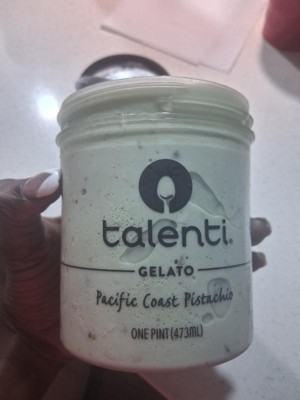 talenti®
GELATO
Pacific Coast Pistachio
ONE PINT (473mL)